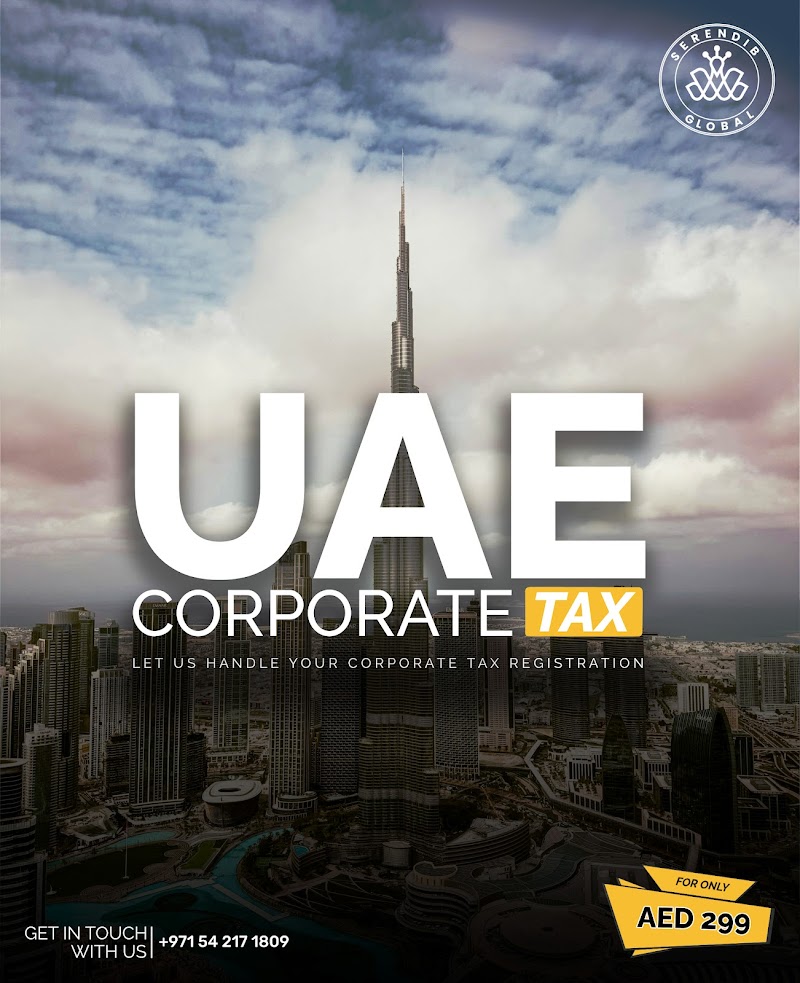 SERENDIB
GLOBAL
UAE
CORPORATE TAX
LET US HANDLE YOUR CORPORATE TAX REGISTRATION
FOR ONLY
AED 299
GET IN TOUCH
WITH US
+971 54 217 1809